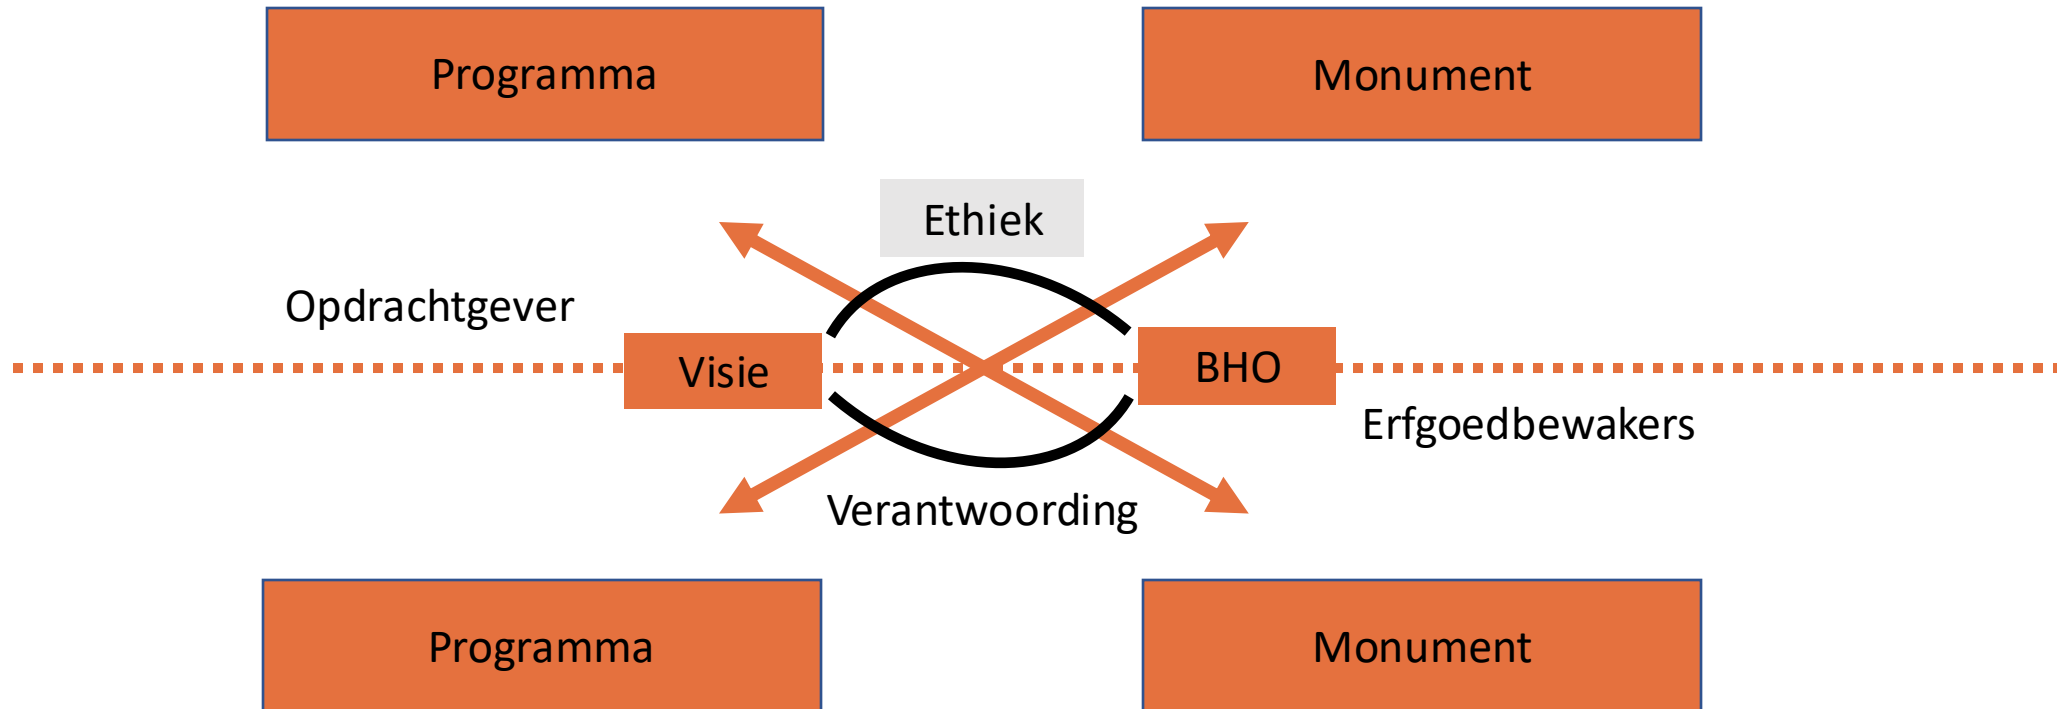 Programma
Monument
Ethiek
Opdrachtgever
Visie
BHO
Erfgoedbewakers
Verantwoording
Programma
Monument